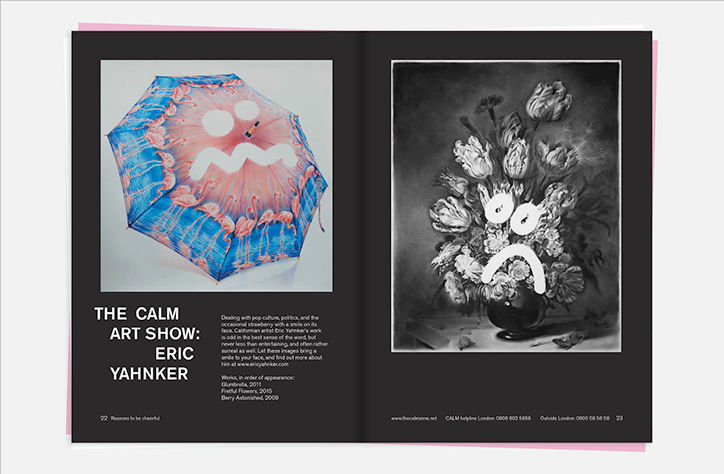 THE CALM
ART SHOW:
ERIC
YAHNKER
Dealing with pop culture, politics, and the
occasional strawberry with a smile on its
face, Californian artist Eric Yahnker's work
is odd in the best sense of the word, but
never less than entertaining, and often rather
surreal as well. Let these images bring a
smile to your face, and find out more about
him at www.ericyahnker.com
Works, in order of appearance:
Glumbrella, 2011
Fretful Flowers, 2015
Berry Astonished, 2009
22 Reasons to be cheerful
www.thecalmzone.net CALM helpline London: 0808 802 5858 Outside London: 0800 58 58 58 23